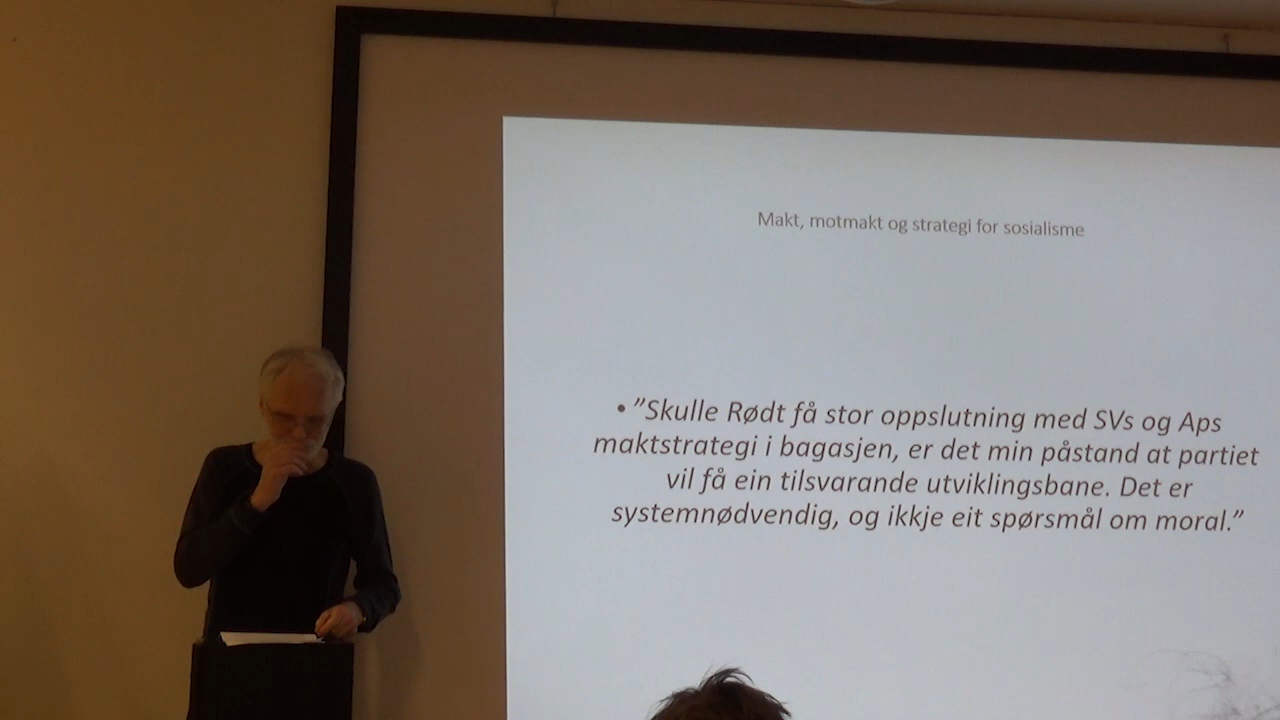 Makt, motmakt og strategi for sosialisme
• ”Skulle Rødt få stor oppslutning med SVs og Aps
maktstrategi i bagasjen, er det min påstand at partiet
vil få ein tilsvarande utviklingsbane. Det er
systemnødvendig, og ikkje eit spørsmål om moral.”